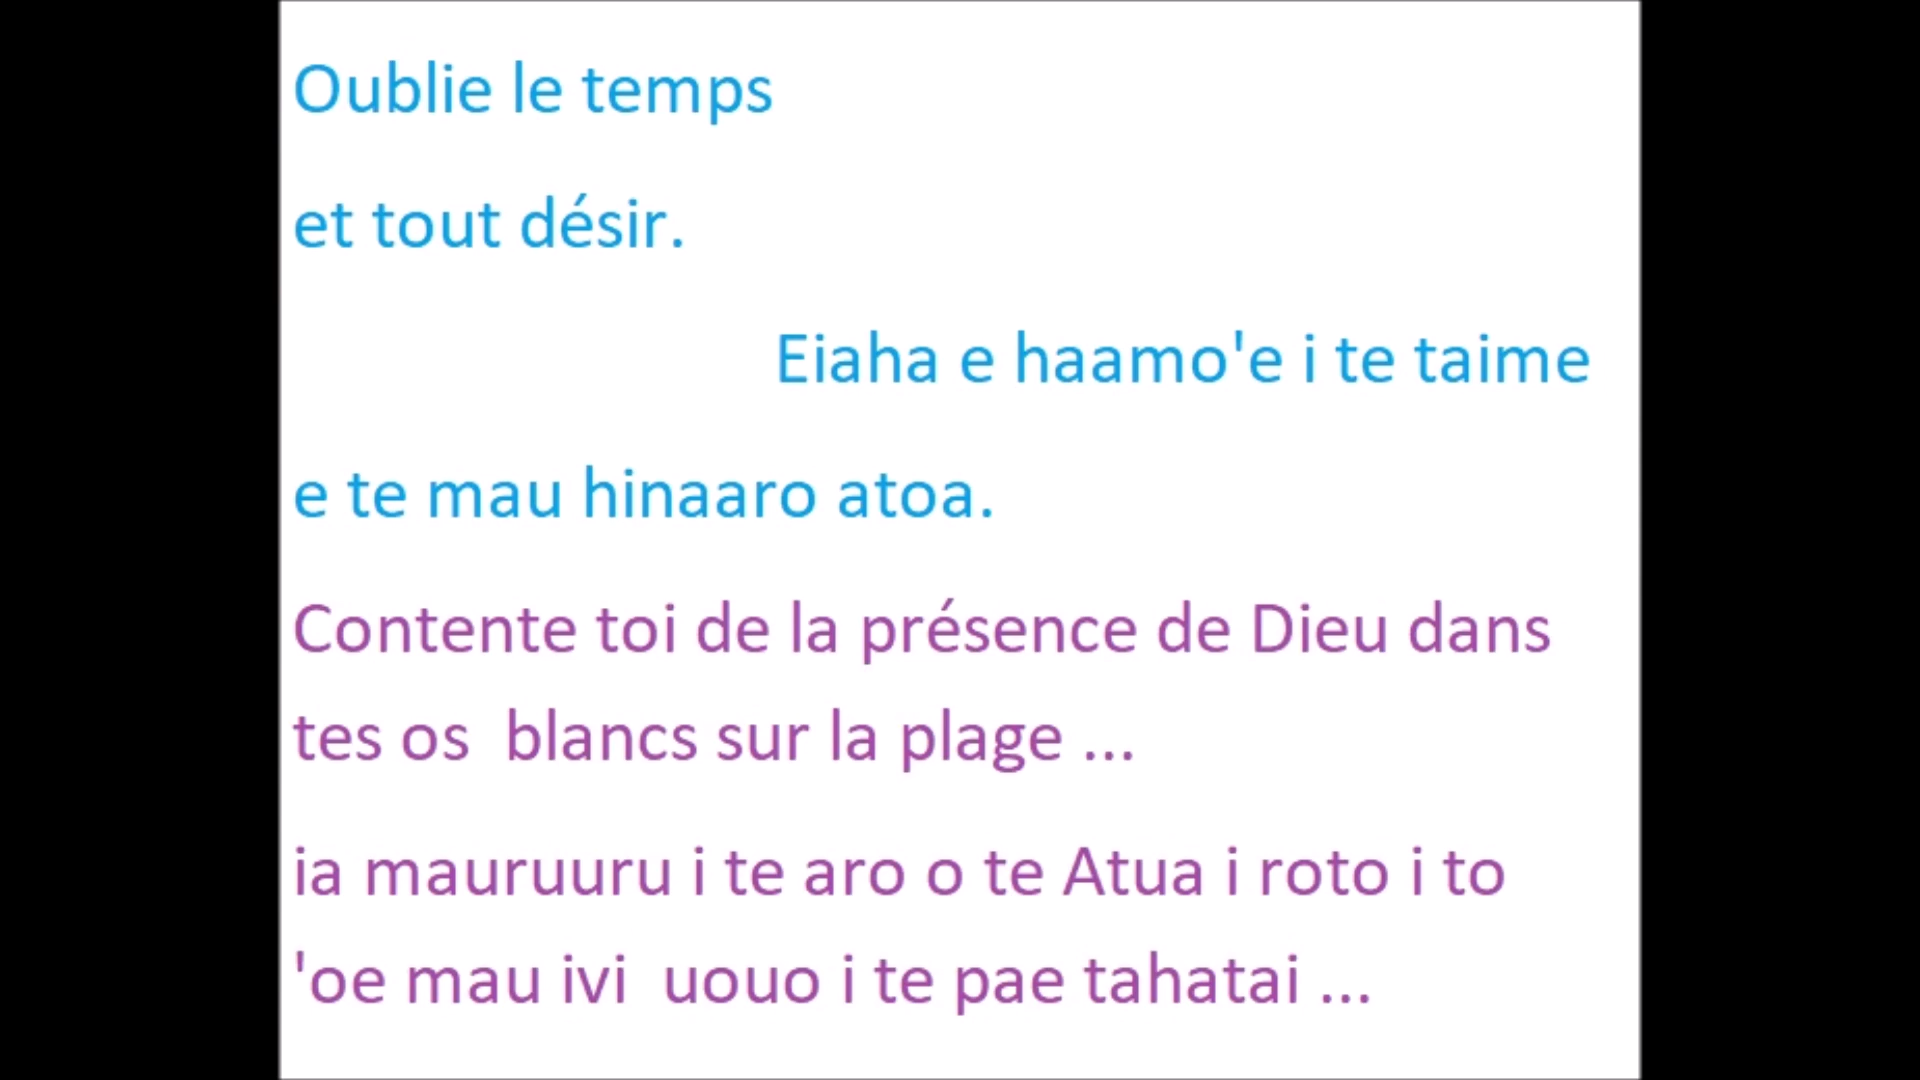 Oublie le temps
et tout désir.
Eiaha e haamo'e i te taime
e te mau hinaaro atoa.
Contente toi de la présence de Dieu dans
tes os  blancs sur la plage ...
ia mauruuru i te aro o te Atua i roto i to
'oe mau ivi  uouo i te pae tahatai ...